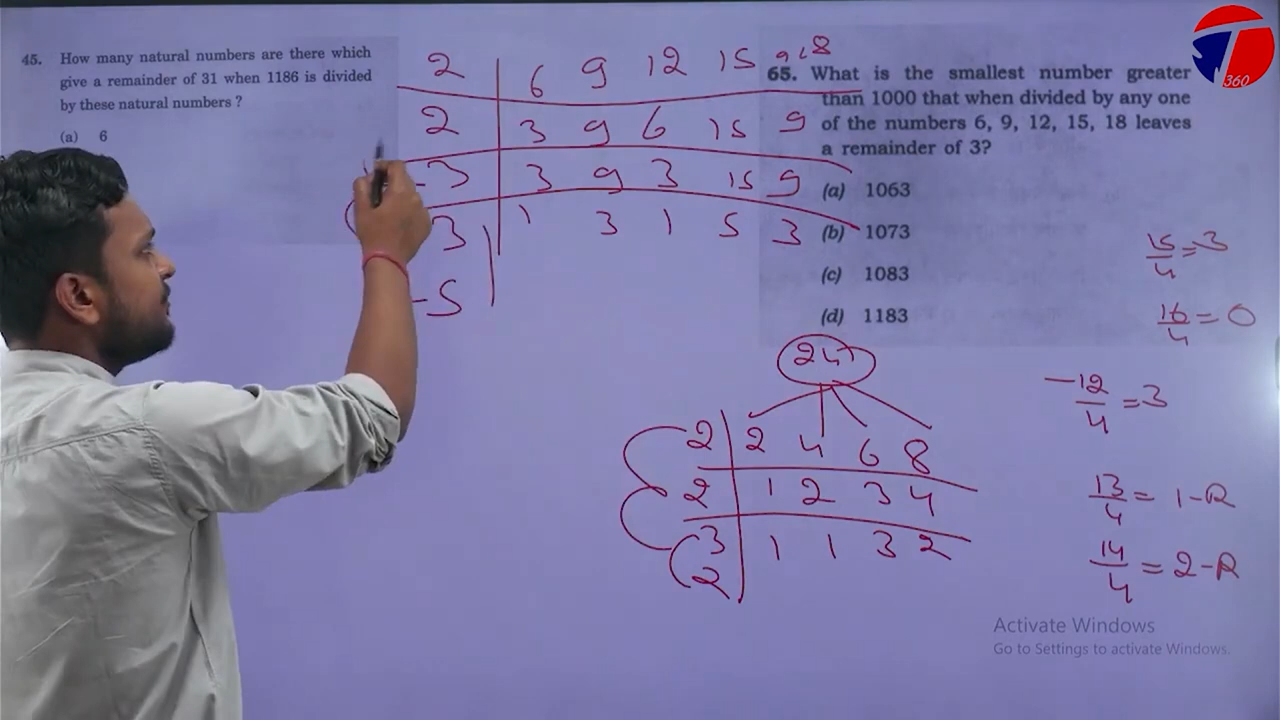 45. How many natural numbers are there which
give a remainder of 31 when 1186 is divided
by these natural numbers ?
(a) 6
2 6 9 12 15 18
2 3 9 6 15 9
3 3 9 3 15 9
3 1 3 1 5 3
5
65. What is the smallest number greater
than 1000 that when divided by any one
of the numbers 6, 9, 12, 15, 18 leaves
a remainder of 3?
(a) 1063
(b) 1073
(c) 1083
(d) 1183
15/4 = 3
16/4 = 0
12/4 = 3
13/4 = 1-R
14/4 = 2-R
24
2 2 4 6 8
2 1 2 3 4
3 1 1 3 2
2
T
360
Activate Windows
Go to Settings to activate Windows.